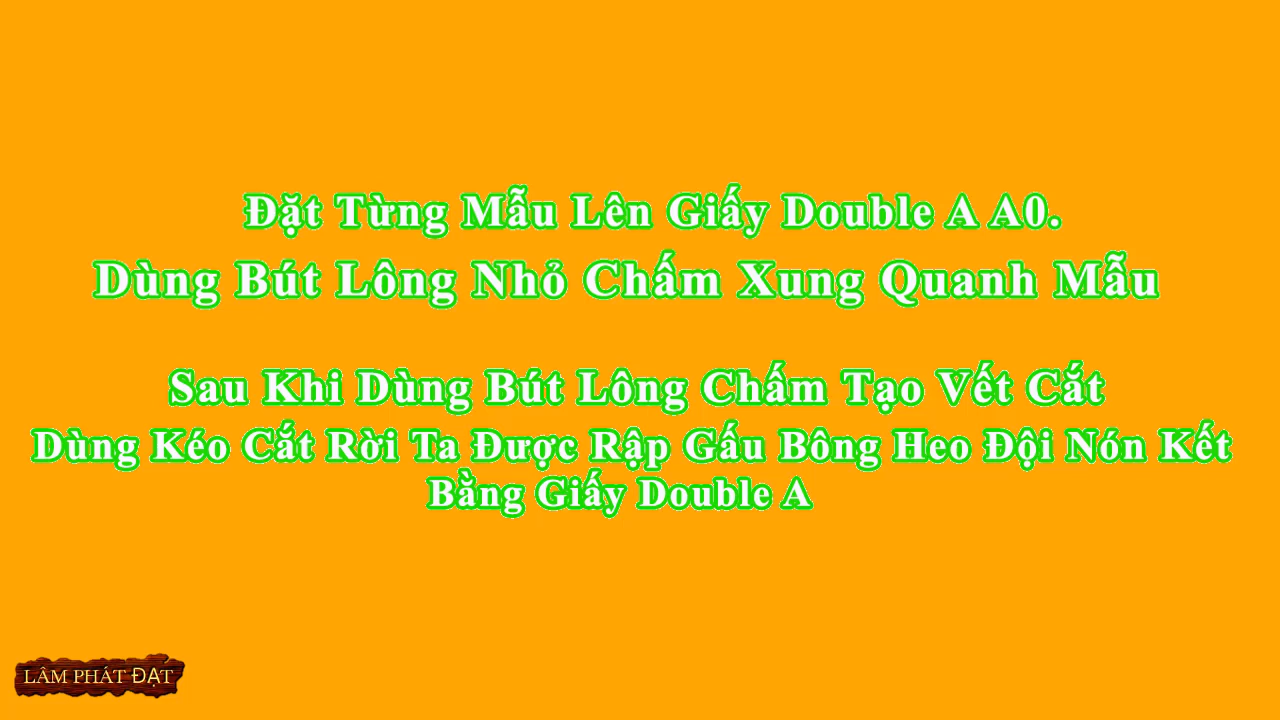 Đặt Từng Mẫu Lên Giấy Double A A0.
Dùng Bút Lông Nhỏ Chấm Xung Quanh Mẫu
Sau Khi Dùng Bút Lông Chấm Tạo Vết Cắt
Dùng Kéo Cắt Rời Ta Được Rập Gấu Bông Heo Đội Nón Kết
Bằng Giấy Double A
LÂM PHÁT ĐẠT